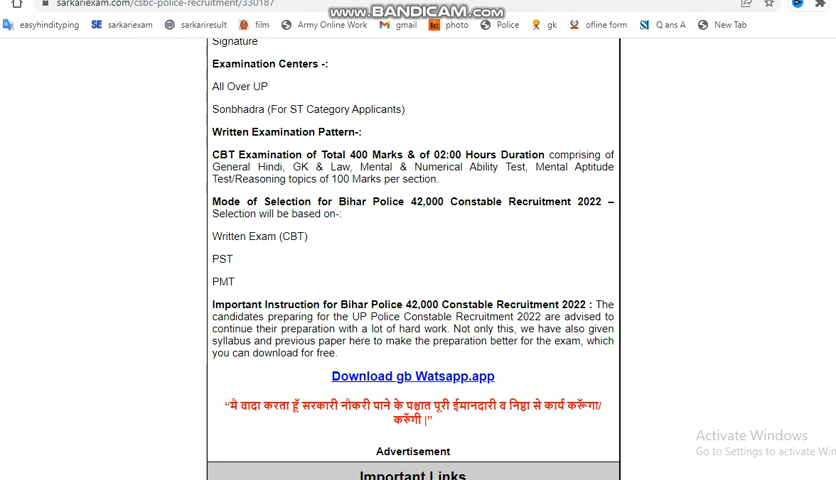 sarkariexam.com/csbc-police-recruitment/330187
www.BANDICAM.com
easyhindityping SE sarkariexam sarkariresult film Army Online Work gmail photo Police gk ofline form Q ans A New Tab
Signature
Examination Centers -:
All Over UP
Sonbhadra (For ST Category Applicants)
Written Examination Pattern-:
CBT Examination of Total 400 Marks & of 02:00 Hours Duration comprising of
General Hindi, GK & Law, Mental & Numerical Ability Test, Mental Aptitude
Test/Reasoning topics of 100 Marks per section.
Mode of Selection for Bihar Police 42,000 Constable Recruitment 2022 –
Selection will be based on-:
Written Exam (CBT)
PST
PMT
Important Instruction for Bihar Police 42,000 Constable Recruitment 2022 : The
candidates preparing for the UP Police Constable Recruitment 2022 are advised to
continue their preparation with a lot of hard work. Not only this, we have also given
syllabus and previous paper here to make the preparation better for the exam, which
you can download for free.
Download gb Watsapp.app
“मै वादा करता हूँ सरकारी नौकरी पाने के पश्चात पूरी ईमानदारी व निष्ठा से कार्य करूँगा/
करुँगी |”
Advertisement
Important Links
Activate Windows
Go to Settings to activate Win